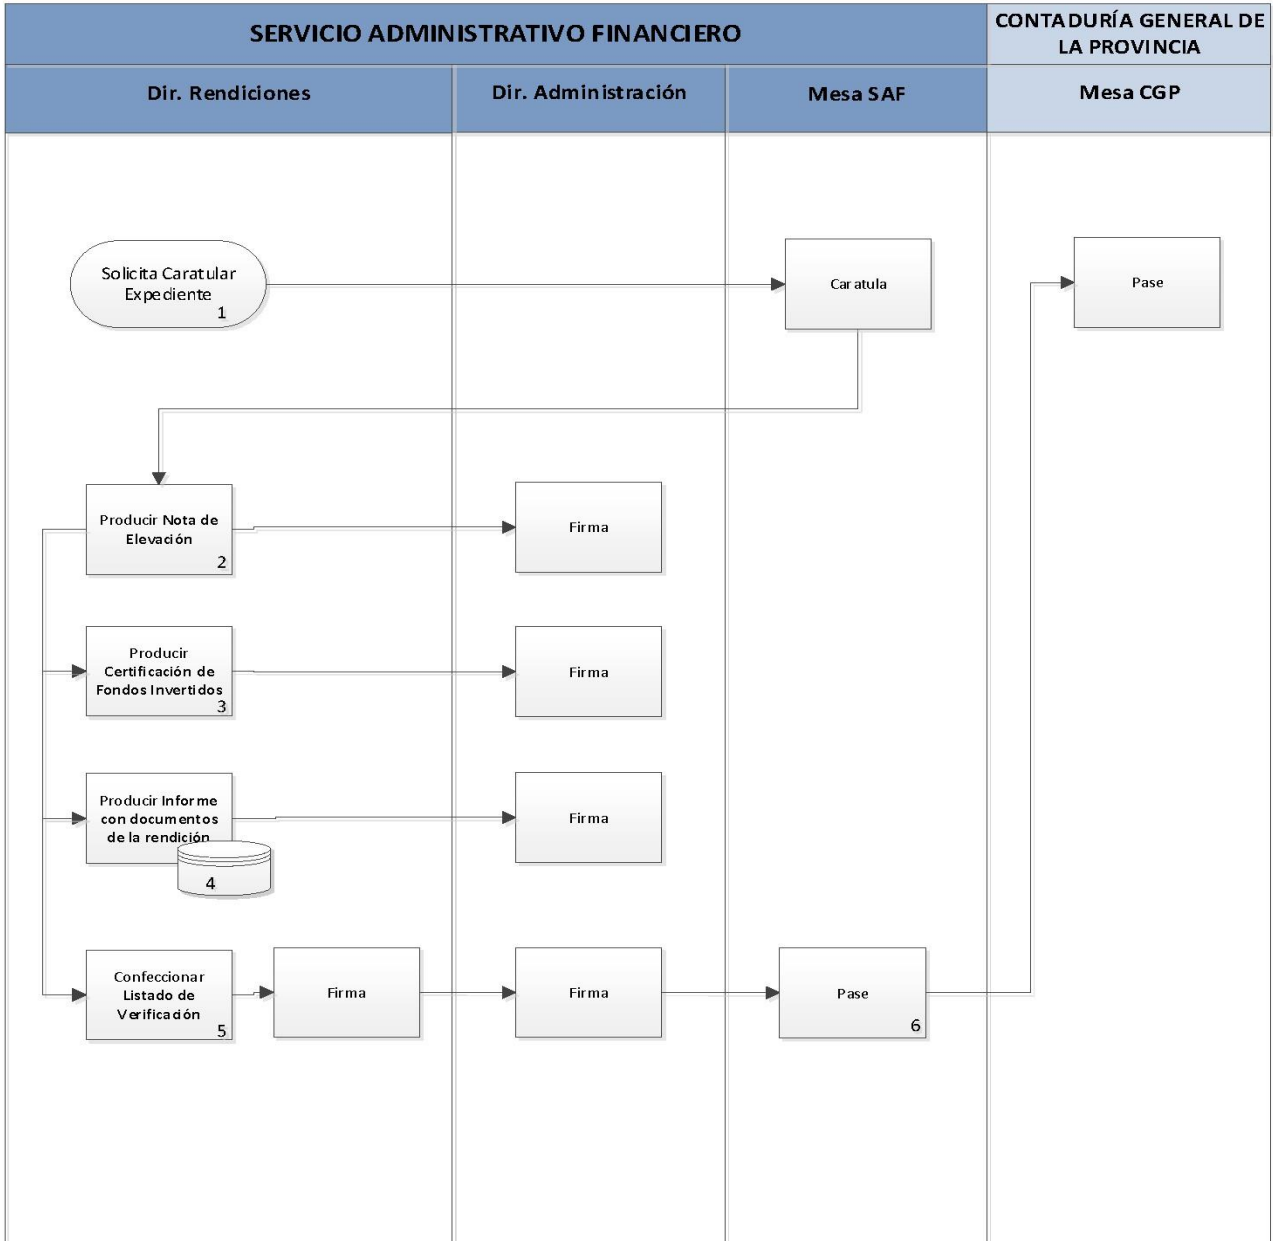 SERVICIO ADMINISTRATIVO FINANCIERO
CONTADURÍA GENERAL DE
LA PROVINCIA
Dir. Rendiciones
Dir. Administración
Mesa SAF
Mesa CGP
Solicita Caratular
Expediente
1
Caratula
Pase
Producir Nota de
Elevación
2
Firma
Producir
Certificación de
Fondos Invertidos
3
Firma
Producir Informe
con documentos
de la rendición
4
Firma
Confeccionar
Listado de
Verificación
5
Firma
Firma
Pase
6